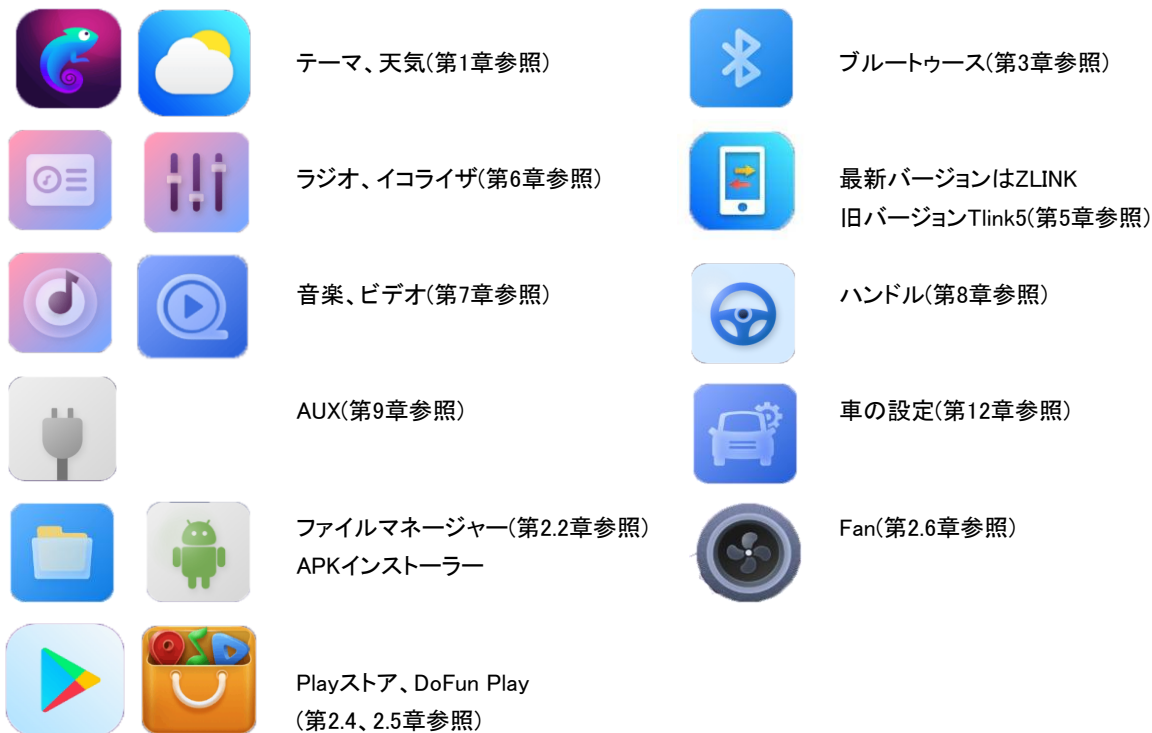 テーマ、天気(第1章参照)
ブルートゥース(第3章参照)
ラジオ、イコライザ(第6章参照)
最新バージョンはZLINK
旧バージョンTlink5(第5章参照)
音楽、ビデオ(第7章参照)
ハンドル(第8章参照)
AUX(第9章参照)
車の設定(第12章参照)
ファイルマネージャー(第2.2章参照)
APKインストーラー
Fan(第2.6章参照)
Playストア、DoFun Play
(第2.4、2.5章参照)